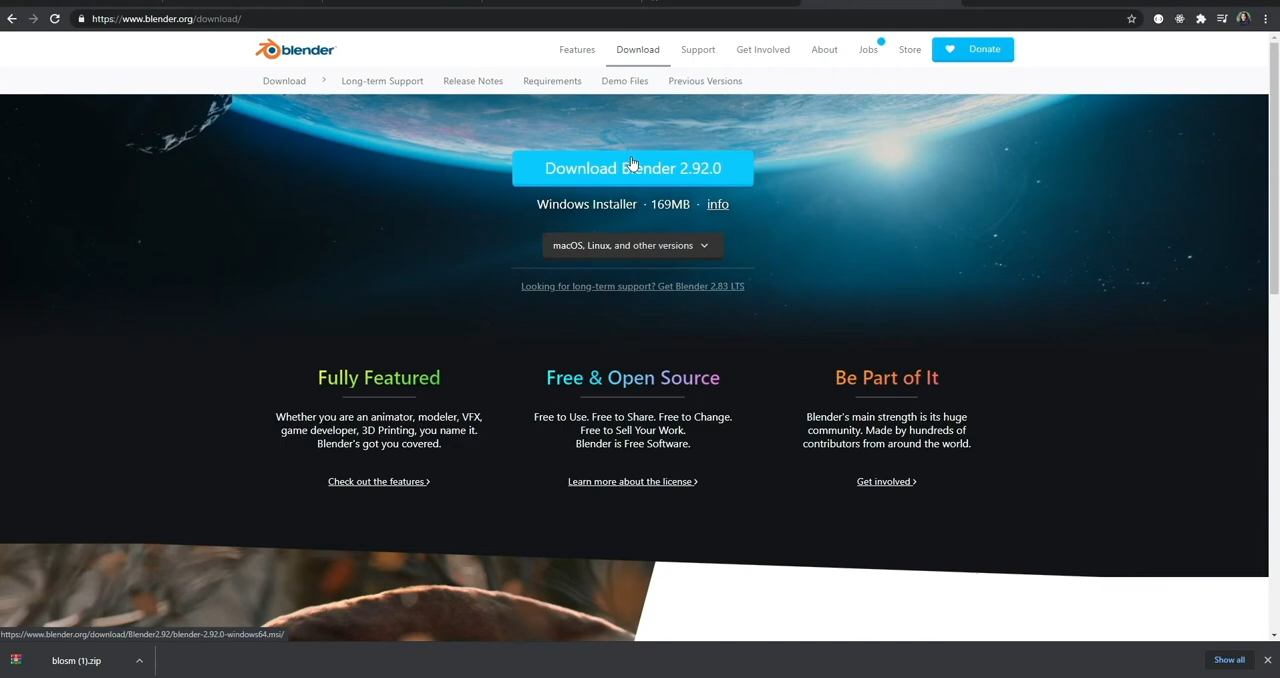 https://www.blender.org/download/
blender
Features
Download
Support
Get Involved
About
Jobs
Store
Donate
Download
Long-term Support
Release Notes
Requirements
Demo Files
Previous Versions
Download Blender 2.92.0
Windows Installer · 169MB · info
macOS, Linux, and other versions
Looking for long-term support? Get Blender 2.83 LTS
Fully Featured
Whether you are an animator, modeler, VFX,
game developer, 3D Printing, you name it.
Blender's got you covered.
Check out the features ›
Free & Open Source
Free to Use. Free to Share. Free to Change.
Free to Sell Your Work.
Blender is Free Software.
Learn more about the license ›
Be Part of It
Blender's main strength is its huge
community. Made by hundreds of
contributors from around the world.
Get involved ›
https://www.blender.org/download/Blender2.92/blender-2.92.0-windows64.msi/
blosm (1).zip
Show all